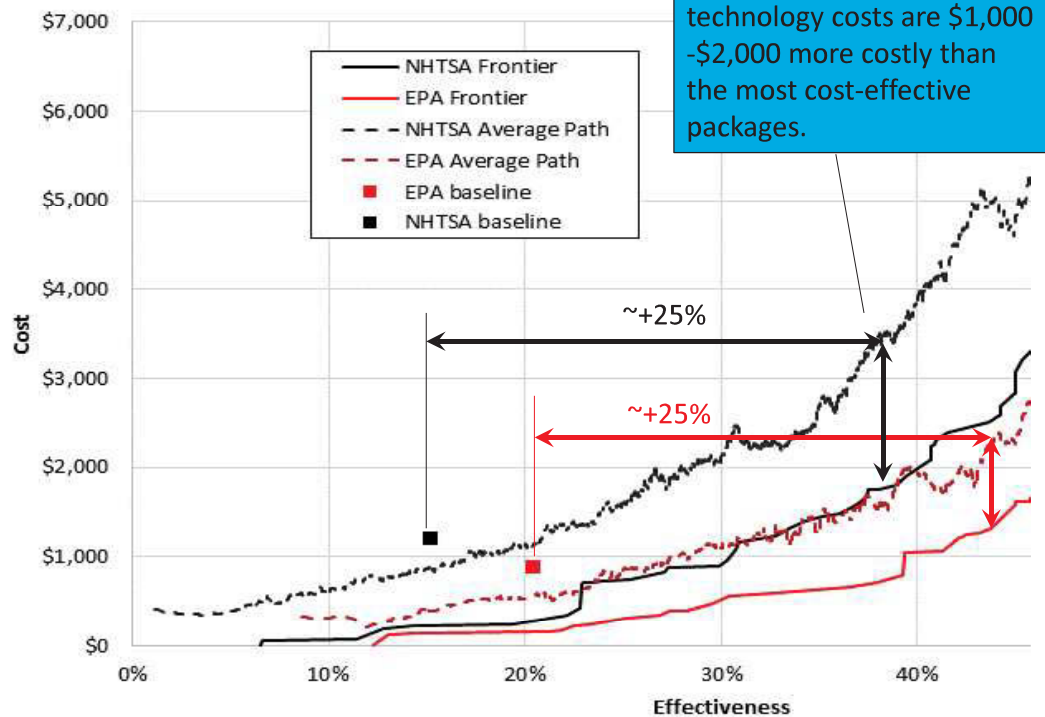 technology costs are $1,000
-$2,000 more costly than
the most cost-effective
packages.
$7,000
$6,000
$5,000
$4,000
$3,000
$2,000
$1,000
$0
Cost
NHTSA Frontier
EPA Frontier
NHTSA Average Path
EPA Average Path
EPA baseline
NHTSA baseline
~+25%
~+25%
0%
10%
20%
30%
40%
Effectiveness